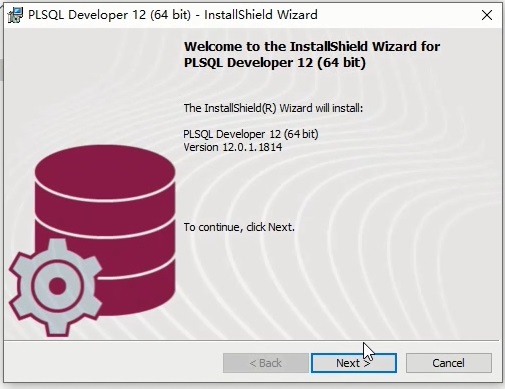 PLSQL Developer 12 (64 bit) - InstallShield Wizard
Welcome to the InstallShield Wizard for
PLSQL Developer 12 (64 bit)
The InstallShield(R) Wizard will install:
PLSQL Developer 12 (64 bit)
Version 12.0.1.1814
To continue, click Next.
< Back
Next >
Cancel